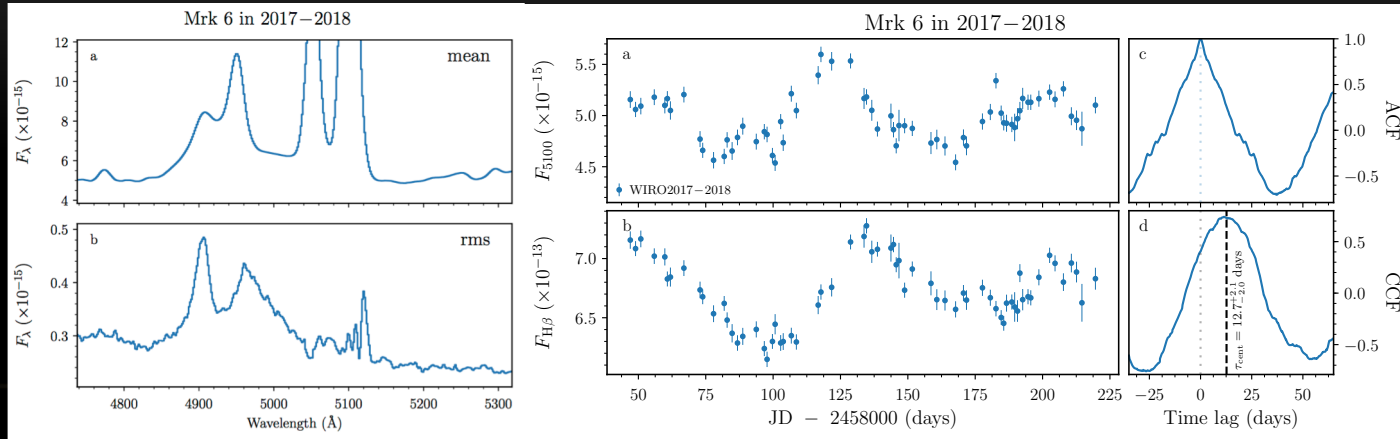 Mrk 6 in 2017−2018
a
mean
12
10
8
6
4
F_λ (×10⁻¹⁵)
b
rms
0.5
0.4
0.3
F_λ (×10⁻¹⁵)
4800 4900 5000 5100 5200 5300
Wavelength (Å)
Mrk 6 in 2017−2018
a
5.5
5.0
4.5
F₅₁₀₀ (×10⁻¹⁵)
WIRO2017−2018
c
1.0
0.5
0.0
−0.5
ACF
b
7.0
6.5
F_Hβ (×10⁻¹³)
d
0.5
0.0
−0.5
CCF
τ_cent = 12.7⁺²·¹₋₂.₀ days
50 75 100 125 150 175 200 225
JD − 2458000 (days)
−25 0 25 50
Time lag (days)